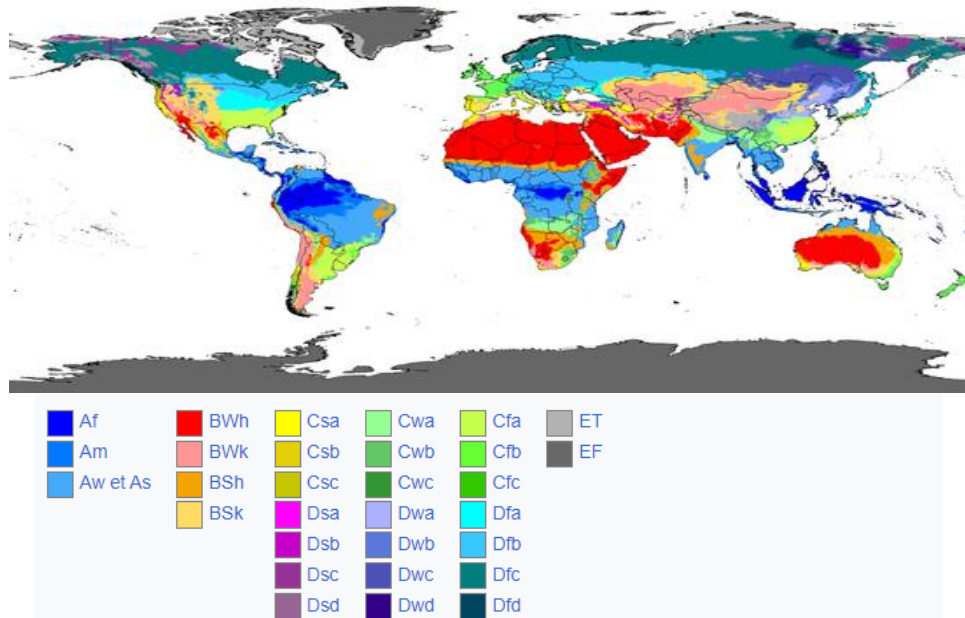 Af BWh Csa Cwa Cfa ET
Am BWk Csb Cwb Cfb EF
Aw et As BSh Csc Cwc Cfc
BSk Dsa Dwa Dfa
Dsb Dwb Dfb
Dsc Dwc Dfc
Dsd Dwd Dfd